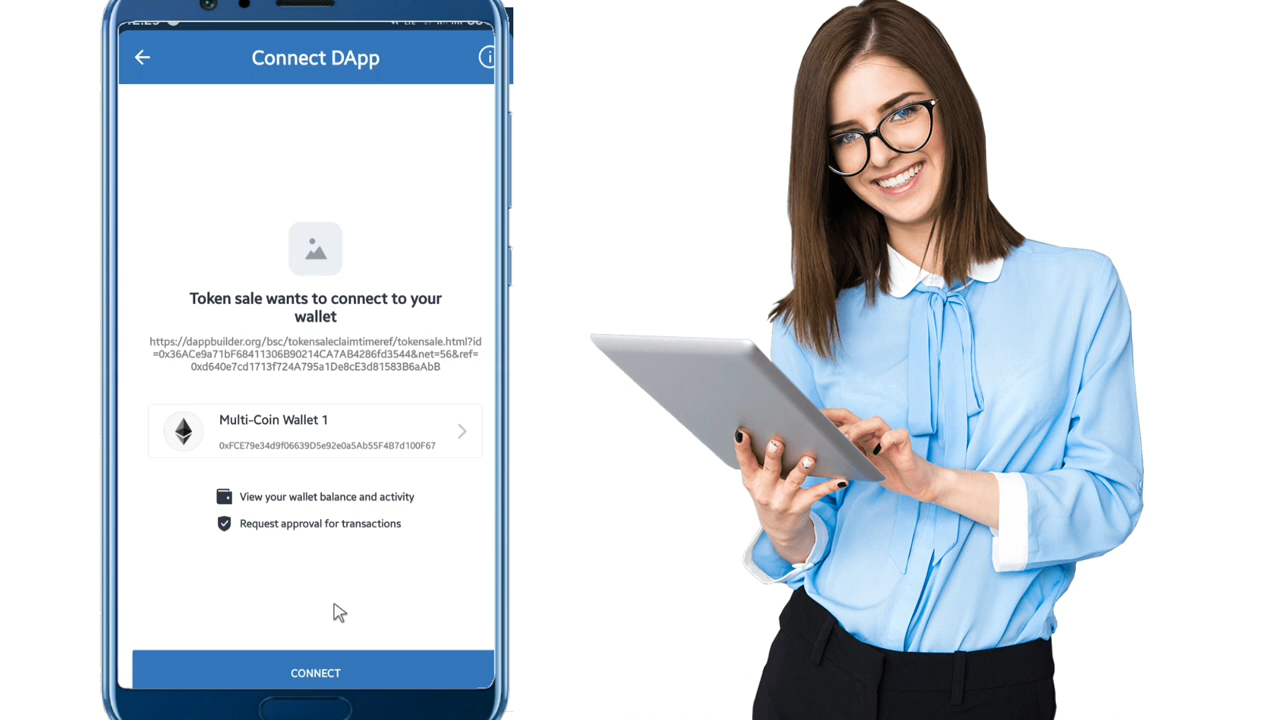 Connect DApp
Token sale wants to connect to your
wallet
https://dappbuilder.org/bsc/tokensaleclaimtimeref/tokensale.html?id
=0x36ACe9a71bF68411306B90214CA7AB4286fd3544&net=56&ref=
0xd640e7cd1713f724A795a1De8cE3d81583B6aAbB
Multi-Coin Wallet 1
0xFCE79e34d9f06639D5e92e0a5Ab55F4B7d100F67
View your wallet balance and activity
Request approval for transactions
CONNECT